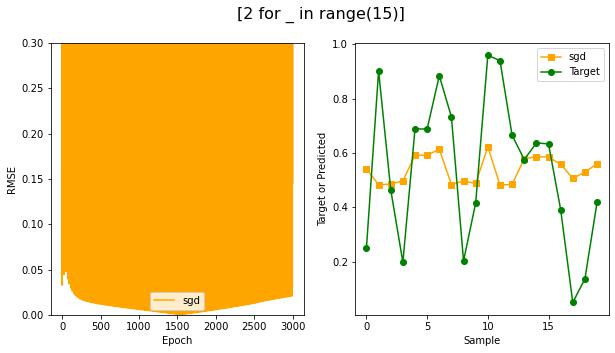 [2 for _ in range(15)]
0.30
0.25
0.20
0.15
0.10
0.05
0.00
RMSE
0
500
1000
1500
2000
2500
3000
Epoch
sgd
1.0
0.8
0.6
0.4
0.2
Target or Predicted
0
5
10
15
Sample
sgd
Target